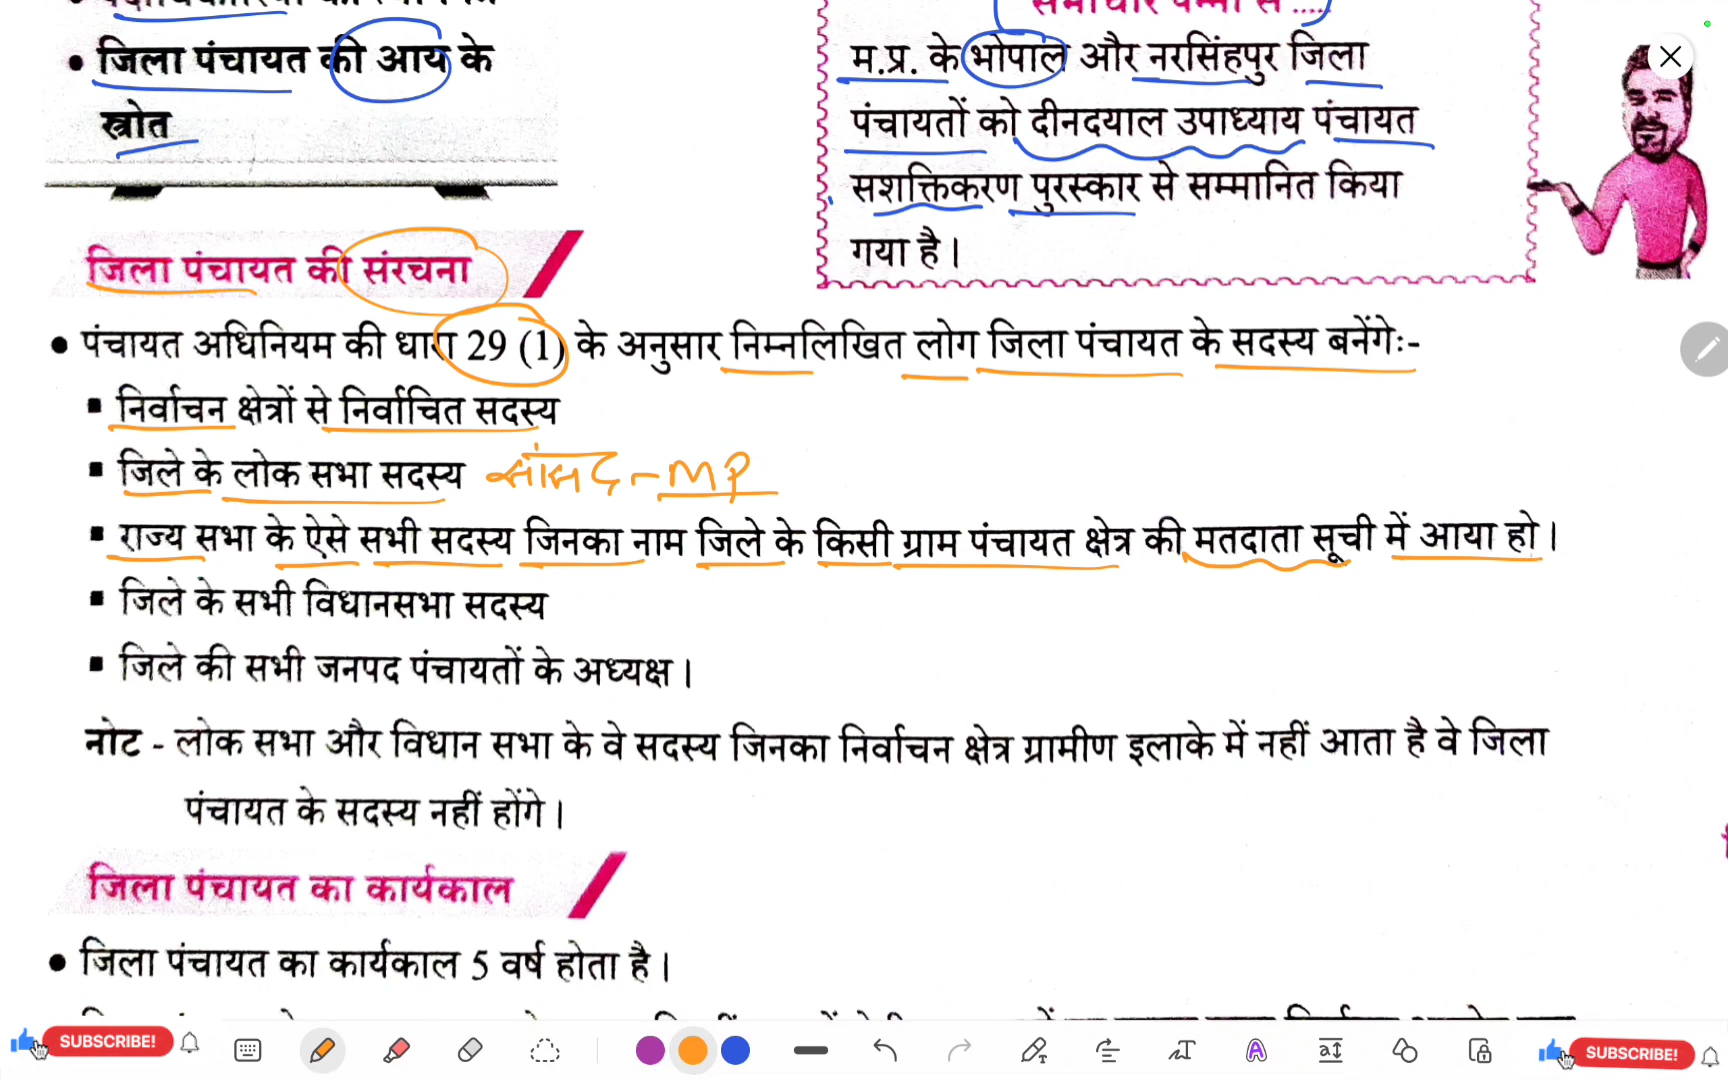 जिला पंचायत की आय के
स्त्रोत
म.प्र. के भोपाल और नरसिंहपुर जिला
पंचायतों को दीनदयाल उपाध्याय पंचायत
सशक्तिकरण पुरस्कार से सम्मानित किया
गया है।
जिला पंचायत की संरचना
• पंचायत अधिनियम की धारा 29 (1) के अनुसार निम्नलिखित लोग जिला पंचायत के सदस्य बनेंगेः-
▪ निर्वाचन क्षेत्रों से निर्वाचित सदस्य
▪ जिले के लोक सभा सदस्य सांसद - MP
▪ राज्य सभा के ऐसे सभी सदस्य जिनका नाम जिले के किसी ग्राम पंचायत क्षेत्र की मतदाता सूची में आया हो।
▪ जिले के सभी विधानसभा सदस्य
▪ जिले की सभी जनपद पंचायतों के अध्यक्ष।
नोट - लोक सभा और विधान सभा के वे सदस्य जिनका निर्वाचन क्षेत्र ग्रामीण इलाके में नहीं आता है वे जिला
पंचायत के सदस्य नहीं होंगे।
जिला पंचायत का कार्यकाल
• जिला पंचायत का कार्यकाल 5 वर्ष होता है।
SUBSCRIBE!
SUBSCRIBE!